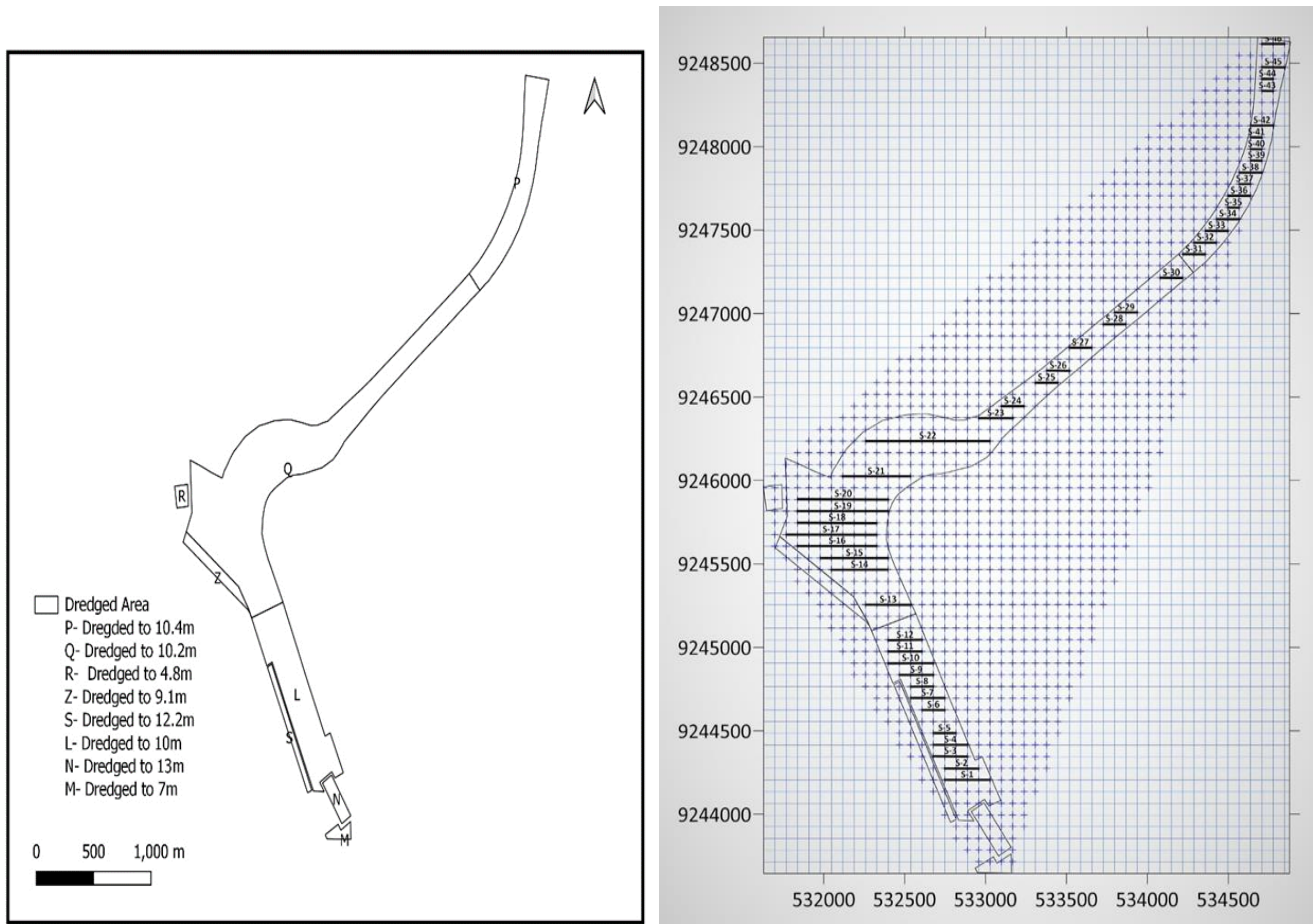 P
Q
R
Z
L
S
N
M
Dredged Area
P- Dregded to 10.4m
Q- Dredged to 10.2m
R- Dredged to 4.8m
Z- Dredged to 9.1m
S- Dredged to 12.2m
L- Dredged to 10m
N- Dredged to 13m
M- Dredged to 7m
0 500 1,000 m
9248500
9248000
9247500
9247000
9246500
9246000
9245500
9245000
9244500
9244000
S-46
S-45
S-44
S-43
S-42
S-41
S-40
S-39
S-38
S-37
S-36
S-35
S-34
S-33
S-32
S-31
S-30
S-29
S-28
S-27
S-26
S-25
S-24
S-23
S-22
S-21
S-20
S-19
S-18
S-17
S-16
S-15
S-14
S-13
S-12
S-11
S-10
S-9
S-8
S-7
S-6
S-5
S-4
S-3
S-2
S-1
532000 532500 533000 533500 534000 534500